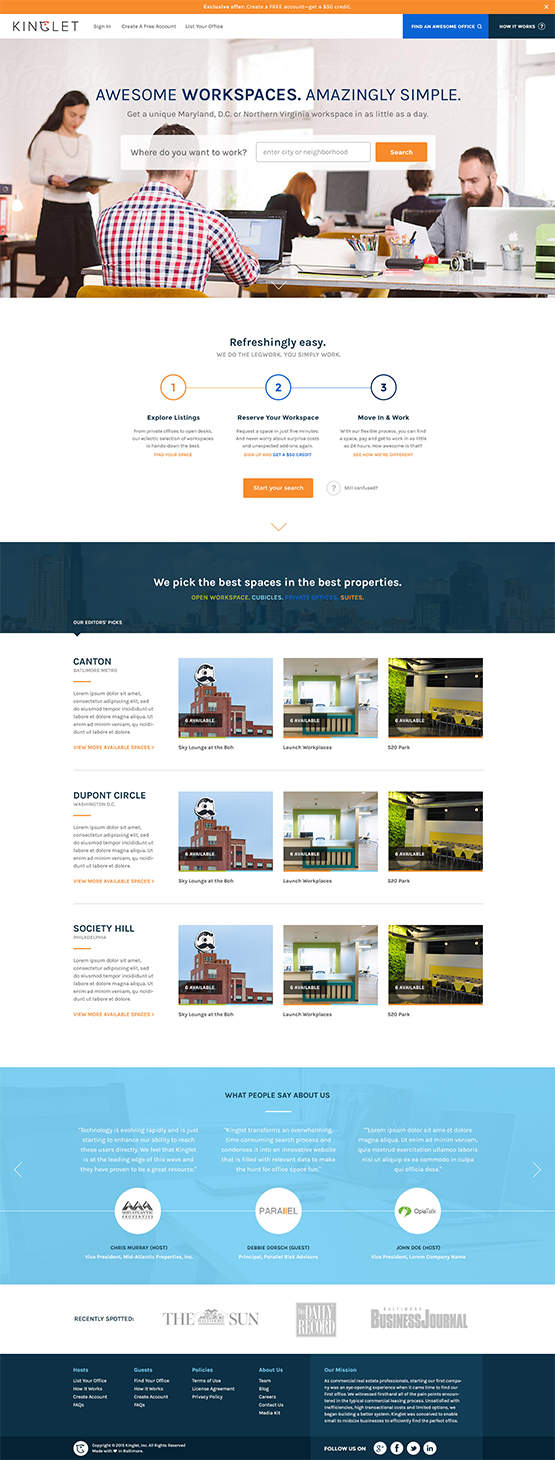 Exclusive offer: Create a FREE account—get a $50 credit.
KINGLET Sign In Create A Free Account List Your Office FIND AN AWESOME OFFICE HOW IT WORKS ?
AWESOME WORKSPACES. AMAZINGLY SIMPLE.
Get a unique Maryland, D.C. or Northern Virginia workspace in as little as a day.
Where do you want to work? enter city or neighborhood Search
Refreshingly easy.
WE DO THE LEGWORK. YOU SIMPLY WORK.
1 2 3
Explore Listings
From private offices to open desks,
our eclectic selection of workspaces
is hands-down the best.
FIND YOUR SPACE
Reserve Your Workspace
Request a space in just five minutes.
And never worry about surprise costs
and unexpected add-ons again.
SIGN UP AND GET A $50 CREDIT
Move In & Work
With our flexible process, you can find
a space, pay and get to work in as little
as 24 hours. How awesome is that?
SEE HOW WE'RE DIFFERENT
Start your search ? Still confused?
We pick the best spaces in the best properties.
OPEN WORKSPACE. CUBICLES. PRIVATE OFFICES. SUITES.
OUR EDITORS' PICKS
CANTON
BATLIMORE METRO
Lorem ipsum dolor sit amet,
consectetur adipiscing elit, sed
do eiusmod tempor incididunt ut
labore et dolore magna aliqua. Ut
enim ad minim veniam, quis nostrud
VIEW MORE AVAILABLE SPACES >
6 AVAILABLE 6 AVAILABLE 6 AVAILABLE
Sky Lounge at the Boh Launch Workplaces 520 Park
DUPONT CIRCLE
WASHINGTON D.C.
Lorem ipsum dolor sit amet,
consectetur adipiscing elit, sed
do eiusmod tempor incididunt ut
labore et dolore magna aliqua. Ut
enim ad minim veniam, quis nosdi-
dunt ut labore et dolore.
VIEW MORE AVAILABLE SPACES >
6 AVAILABLE 6 AVAILABLE 6 AVAILABLE
Sky Lounge at the Boh Launch Workplaces 520 Park
SOCIETY HILL
PHILADELPHIA
Lorem ipsum dolor sit amet,
consectetur adipiscing elit, sed
do eiusmod tempor incididunt ut
labore et dolore magna aliqua. Ut
enim ad minim veniam, quis nosdi-
dunt ut labore et dolore.
VIEW MORE AVAILABLE SPACES >
6 AVAILABLE 6 AVAILABLE 6 AVAILABLE
Sky Lounge at the Boh Launch Workplaces 520 Park
WHAT PEOPLE SAY ABOUT US
"Technology is evolving rapidly and is just
starting to enhance our ability to reach
these users directly. We feel that Kinglet
is at the leading edge of this wave and
they have proven to be a great resource."
"Kinglet transforms an overwhelming,
time consuming search process and
condenses it into an innovative website
that is filled with relevant data to make
the hunt for office space fun."
""Lorem ipsum dolor sit amet, dolore
magna aliqua. Ut enim ad minim veniam,
quis nostrud exercitation ullamco laboris
nisi ut aliquip ex ea commodo in culpa
qui officia dese."
MID-ATLANTIC
PROPERTIES
PARALLEL
OpiaTalk
CHRIS MURRAY (HOST)
Vice President, Mid-Atlantic Properties, Inc.
DEBBIE DORSCH (GUEST)
Principal, Parallel Risk Advisors
JOHN DOE (HOST)
Vice President, Lorem Company Name
RECENTLY SPOTTED:
THE BALTIMORE SUN
The DAILY
RECORD
BALTIMORE
BUSINESS JOURNAL
Hosts
List Your Office
How It Works
Create Account
FAQs
Guests
Find Your Office
How It Works
Create Account
FAQs
Policies
Terms of Use
License Agreement
Privacy Policy
About Us
Team
Blog
Careers
Contact Us
Media Kit
Our Mission
As commercial real estate professionals, starting our first compa-
ny was an eye-opening experience when it came time to find our
first office. We witnessed firsthand all of the pain points encoun-
tered in the typical commercial leasing process. Unsatisfied with
inefficiencies, high transactional costs and limited options, we
began building a better system. Kinglet was conceived to enable
small to midsize businesses to efficiently find the perfect office.
Copyright © 2015 Kinglet, Inc. All Rights Reserved
Made with ♥ in Baltimore.
FOLLOW US ON